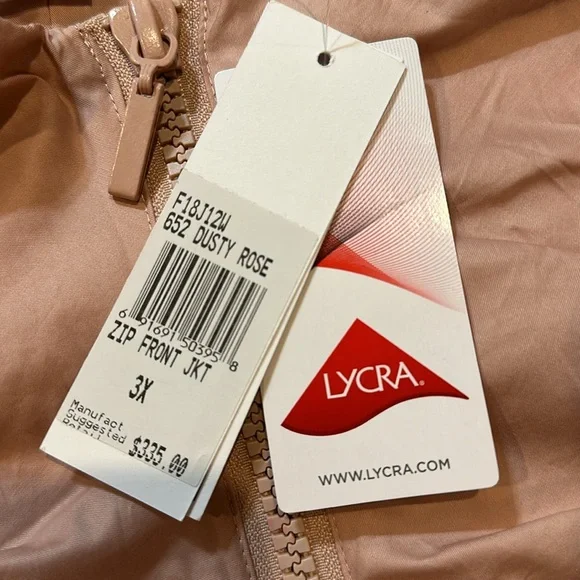 F18J12W
652 DUSTY ROSE
6 91691 50395 8
ZIP FRONT JKT
3X
Manufact
Suggested
Retail
$335.00
LYCRA®
WWW.LYCRA.COM